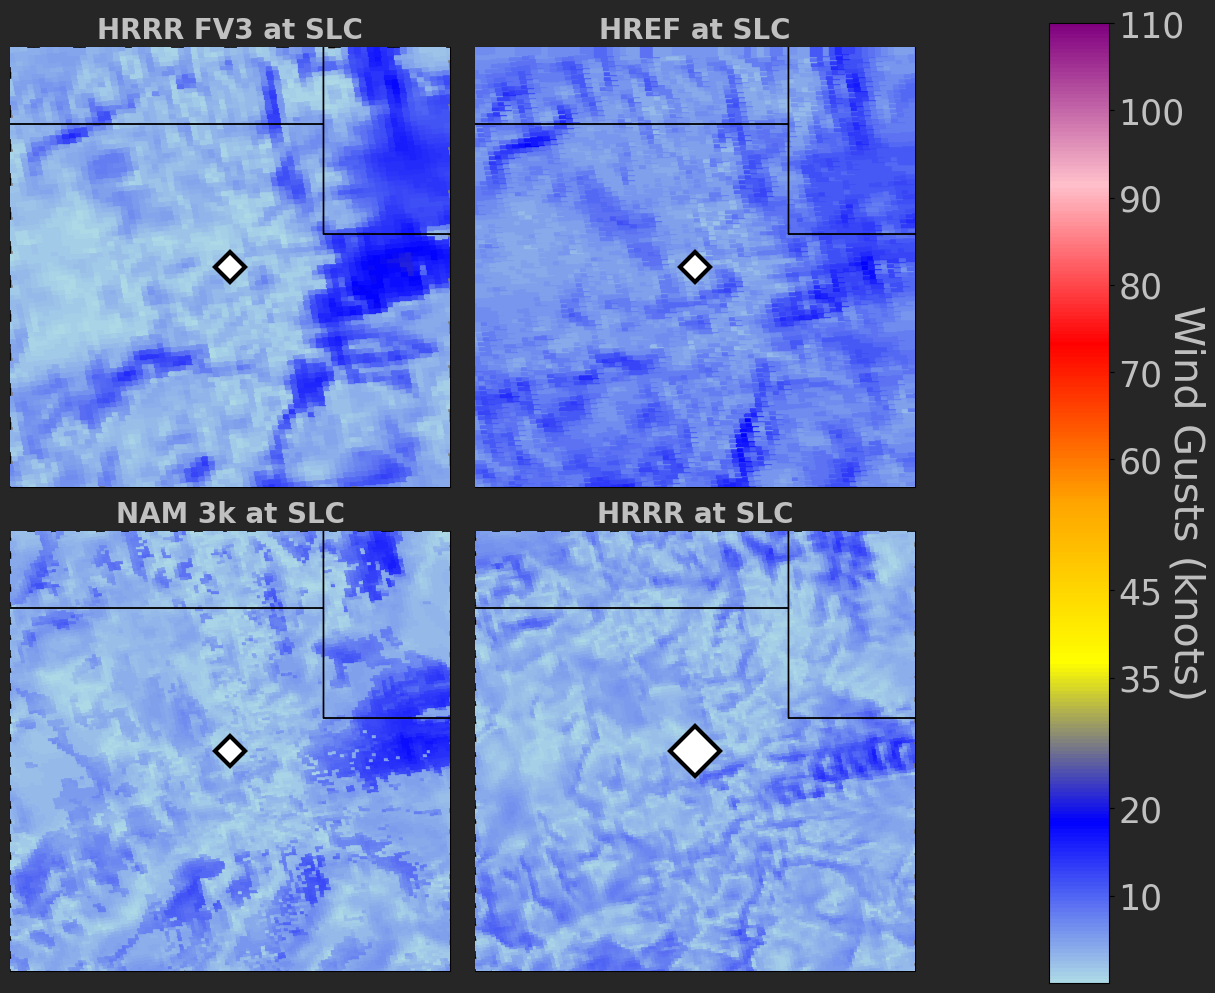 HRRR FV3 at SLC
HREF at SLC
NAM 3k at SLC
HRRR at SLC
110
100
90
80
70
60
45
35
20
10
Wind Gusts (knots)